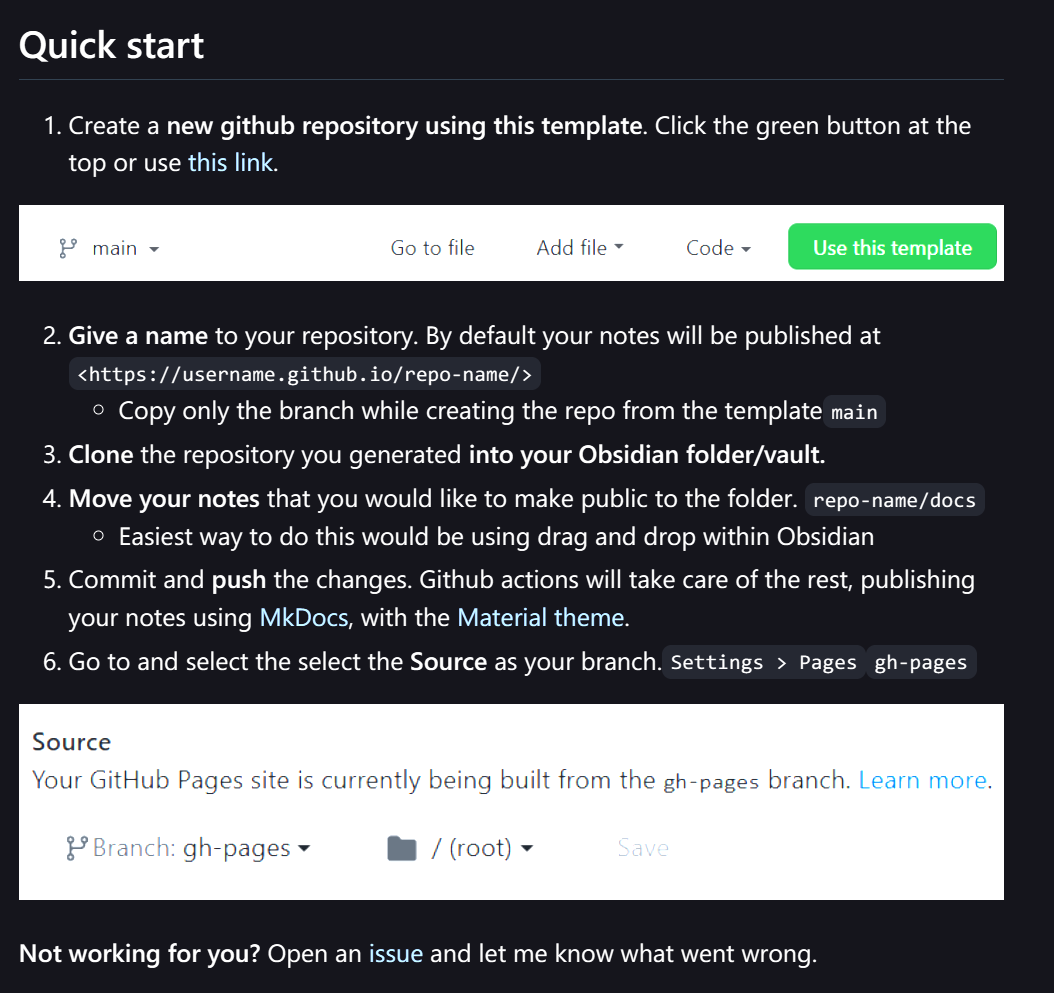 Quick start
1. Create a new github repository using this template. Click the green button at the
top or use this link.
main Go to file Add file Code Use this template
2. Give a name to your repository. By default your notes will be published at
<https://username.github.io/repo-name/>
Copy only the branch while creating the repo from the template main
3. Clone the repository you generated into your Obsidian folder/vault.
4. Move your notes that you would like to make public to the folder. repo-name/docs
Easiest way to do this would be using drag and drop within Obsidian
5. Commit and push the changes. Github actions will take care of the rest, publishing
your notes using MkDocs, with the Material theme.
6. Go to and select the select the Source as your branch. Settings > Pages gh-pages
Source
Your GitHub Pages site is currently being built from the gh-pages branch. Learn more.
Branch: gh-pages / (root) Save
Not working for you? Open an issue and let me know what went wrong.